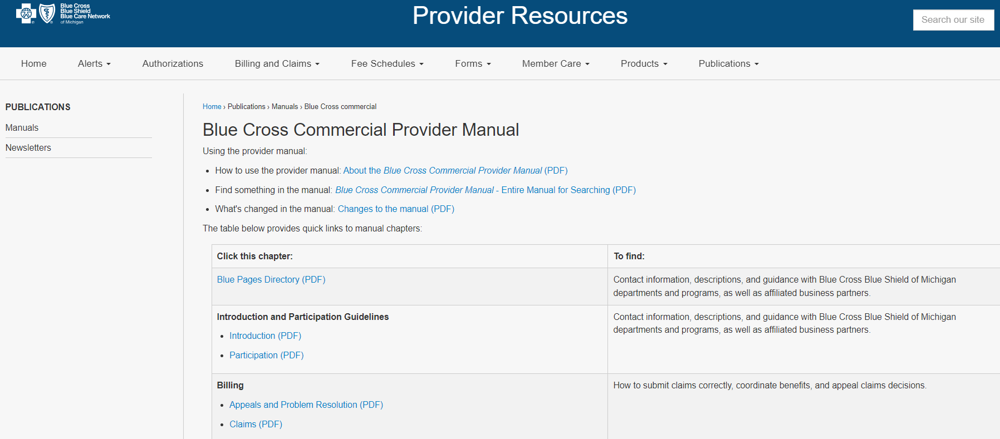 Blue Cross
Blue Shield
Blue Care Network
of Michigan
Provider Resources
Search our site
Home
Alerts
Authorizations
Billing and Claims
Fee Schedules
Forms
Member Care
Products
Publications
PUBLICATIONS
Manuals
Newsletters
Home › Publications › Manuals › Blue Cross commercial
Blue Cross Commercial Provider Manual
Using the provider manual:
• How to use the provider manual: About the Blue Cross Commercial Provider Manual (PDF)
• Find something in the manual: Blue Cross Commercial Provider Manual - Entire Manual for Searching (PDF)
• What's changed in the manual: Changes to the manual (PDF)
The table below provides quick links to manual chapters:
Click this chapter:
To find:
Blue Pages Directory (PDF)
Contact information, descriptions, and guidance with Blue Cross Blue Shield of Michigan
departments and programs, as well as affiliated business partners.
Introduction and Participation Guidelines
• Introduction (PDF)
• Participation (PDF)
Contact information, descriptions, and guidance with Blue Cross Blue Shield of Michigan
departments and programs, as well as affiliated business partners.
Billing
• Appeals and Problem Resolution (PDF)
• Claims (PDF)
How to submit claims correctly, coordinate benefits, and appeal claims decisions.